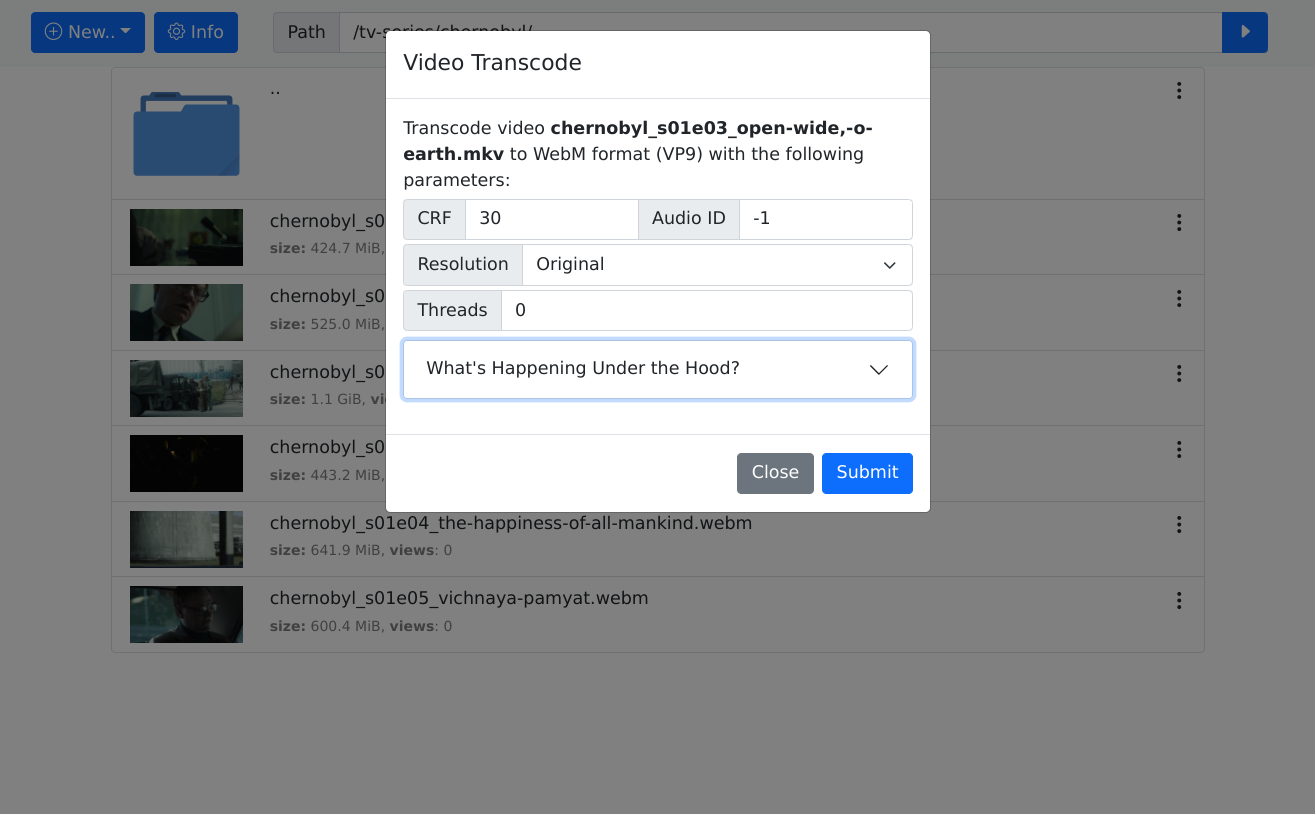 New..
Info
Path
/tv-series/chernobyl/
Video Transcode
..
Transcode video chernobyl_s01e03_open-wide,-o-
earth.mkv to WebM format (VP9) with the following
parameters:
CRF 30 Audio ID -1
Resolution Original
Threads 0
What's Happening Under the Hood?
Close Submit
chernobyl_s0
size: 424.7 MiB,
chernobyl_s0
size: 525.0 MiB,
chernobyl_s0
size: 1.1 GiB, vi
chernobyl_s0
size: 443.2 MiB,
chernobyl_s01e04_the-happiness-of-all-mankind.webm
size: 641.9 MiB, views: 0
chernobyl_s01e05_vichnaya-pamyat.webm
size: 600.4 MiB, views: 0